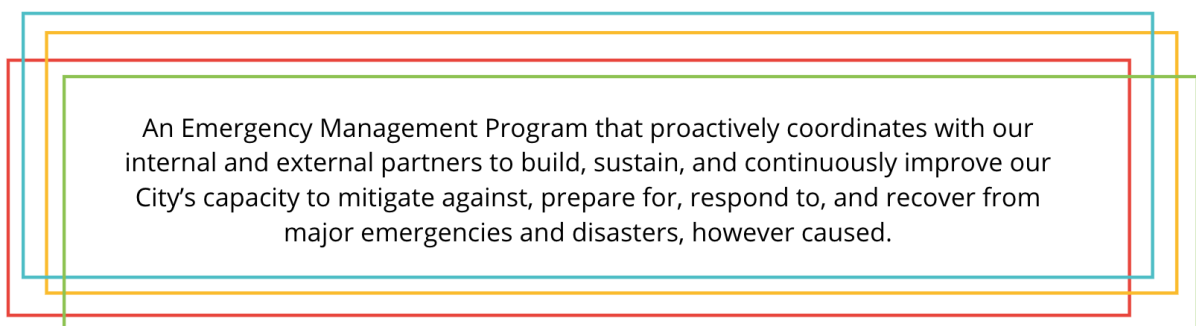 An Emergency Management Program that proactively coordinates with our
internal and external partners to build, sustain, and continuously improve our
City’s capacity to mitigate against, prepare for, respond to, and recover from
major emergencies and disasters, however caused.